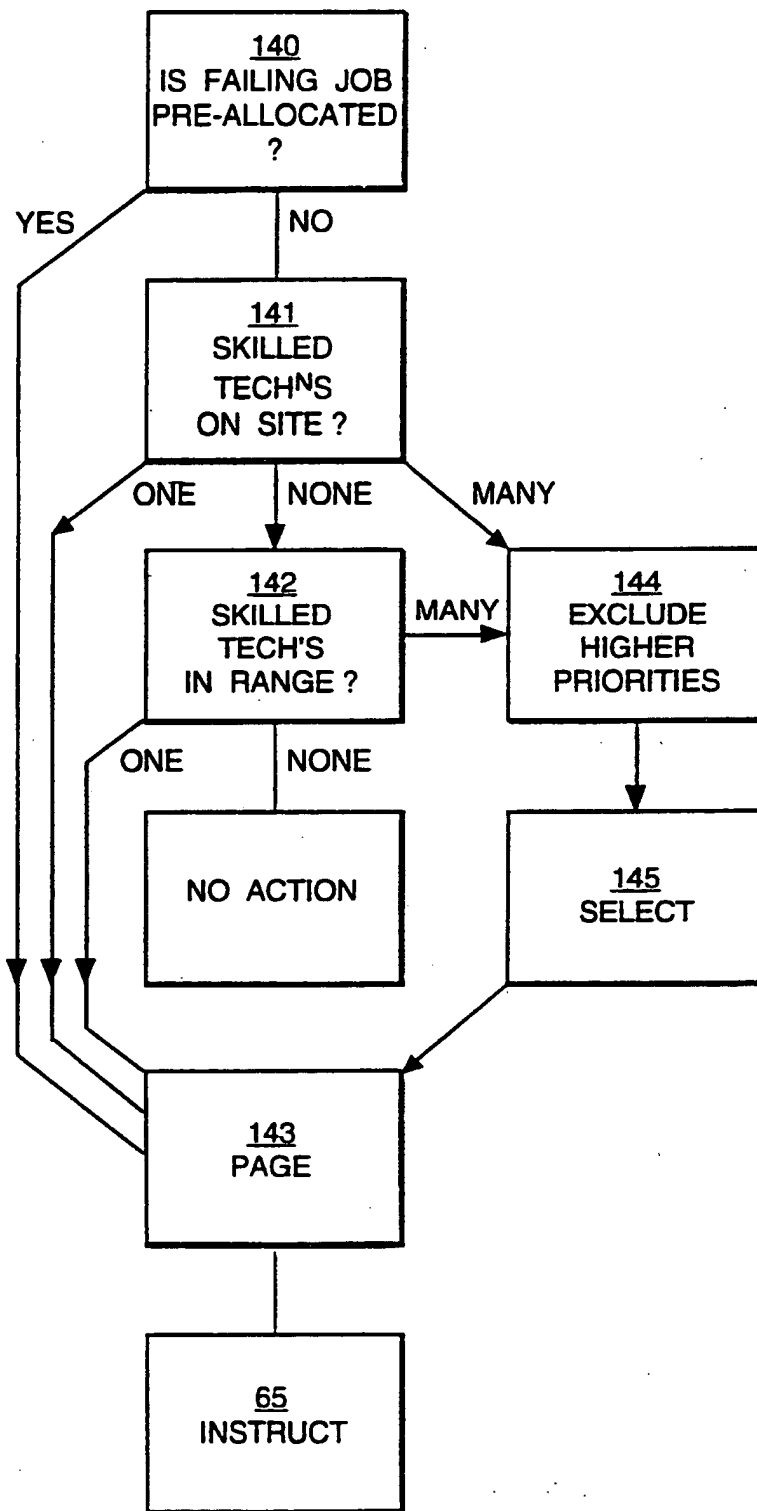 140
IS FAILING JOB
PRE-ALLOCATED
?
YES
NO
141
SKILLED
TECHNS
ON SITE ?
ONE
NONE
MANY
142
SKILLED
TECH'S
IN RANGE ?
MANY
144
EXCLUDE
HIGHER
PRIORITIES
ONE
NONE
NO ACTION
145
SELECT
143
PAGE
65
INSTRUCT